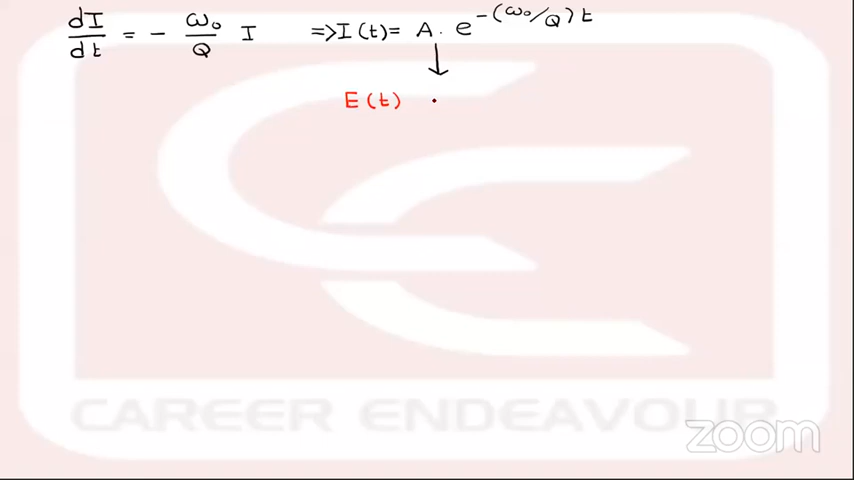 dI/dt = - ω₀/Q I => I(t) = A. e^-(ω₀/Q)t
E(t)
CAREER ENDEAVOUR
zoom